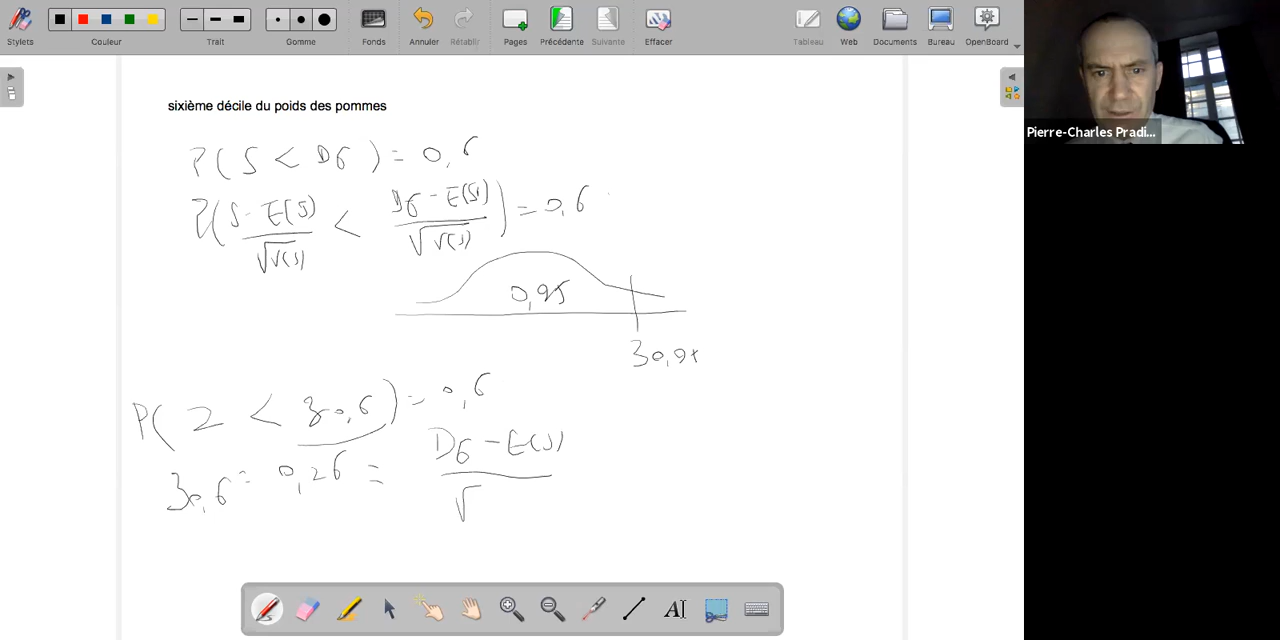 Stylets
Couleur
Trait
Gomme
Fonds
Annuler
Rétablir
Pages
Précédente
Suivante
Effacer
Tableau
Web
Documents
Bureau
OpenBoard
Pierre-Charles Pradi...
sixième décile du poids des pommes
P( S < D6 ) = 0,6
P( S - E(S) / √V(S) < D6 - E(S) / √V(S) ) = 0,6
0,95
30,95
P( Z < z0,6 ) = 0,6
z0,6 = 0,26 = D6 - E(S) / √